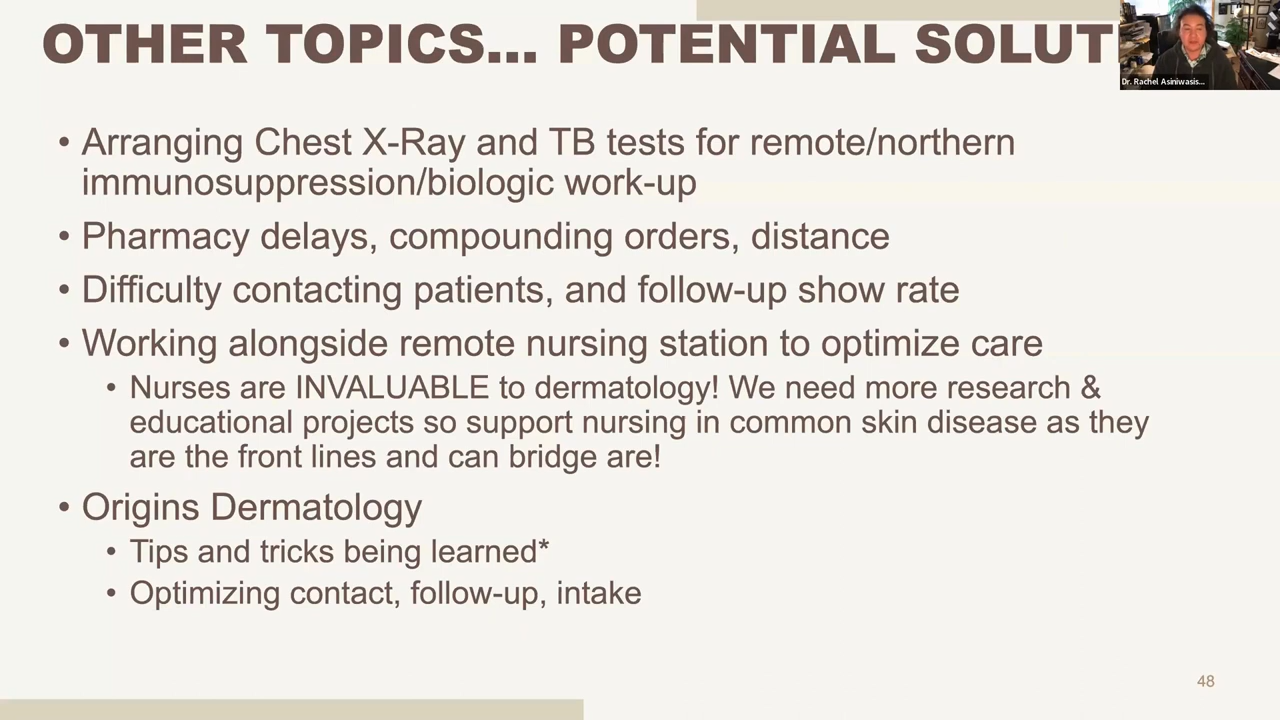 OTHER TOPICS... POTENTIAL SOLUT
Dr. Rachel Asiniwasis...
• Arranging Chest X-Ray and TB tests for remote/northern
immunosuppression/biologic work-up
• Pharmacy delays, compounding orders, distance
• Difficulty contacting patients, and follow-up show rate
• Working alongside remote nursing station to optimize care
• Nurses are INVALUABLE to dermatology! We need more research &
educational projects so support nursing in common skin disease as they
are the front lines and can bridge are!
• Origins Dermatology
• Tips and tricks being learned*
• Optimizing contact, follow-up, intake
48